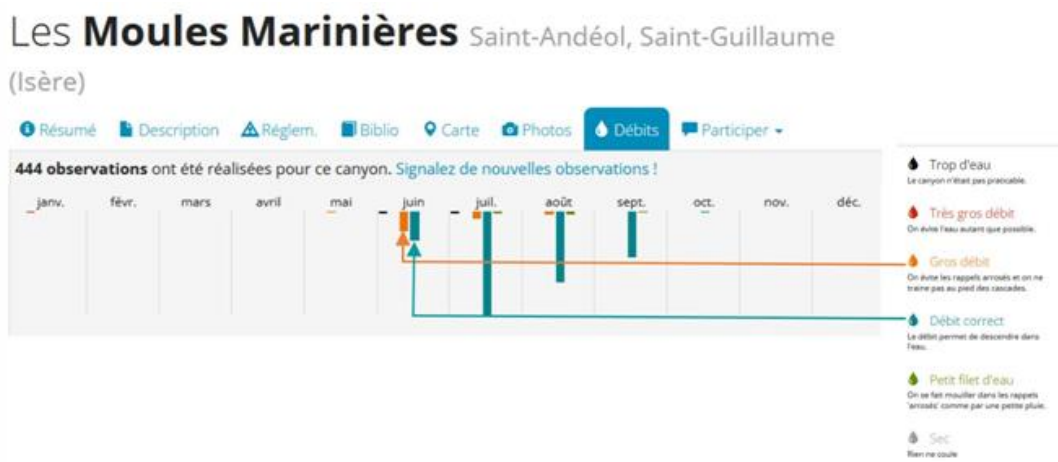 Les Moules Marinières Saint-Andéol, Saint-Guillaume
(Isère)
Résumé Description Réglem. Biblio Carte Photos Débits Participer
444 observations ont été réalisées pour ce canyon. Signalez de nouvelles observations !
janv. févr. mars avril mai juin juil. août sept. oct. nov. déc.
Trop d'eau
Le canyon n'était pas praticable.
Très gros débit
On évite l'eau autant que possible.
Gros débit
On évite les rappels arrosés et on ne
traine pas au pied des cascades.
Débit correct
Le débit permet de descendre dans
l'eau.
Petit filet d'eau
On se fait mouiller dans les rappels
'arrosés' comme par une petite pluie.
Sec
Rien ne coule